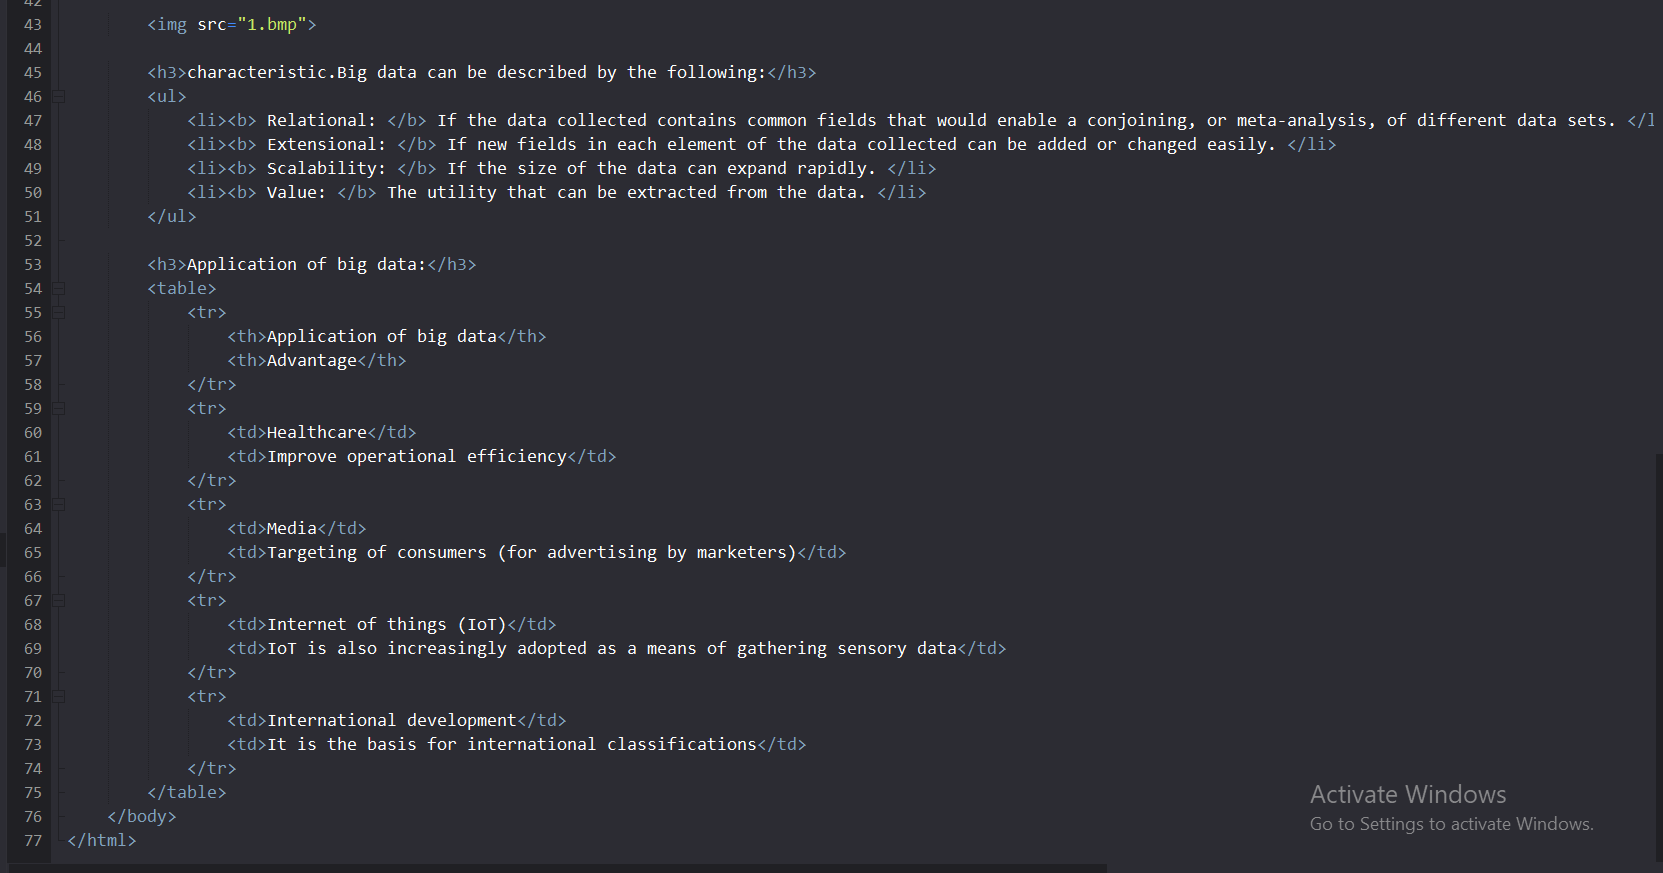 42
43 <img src="1.bmp">
44
45 <h3>characteristic.Big data can be described by the following:</h3>
46 <ul>
47 <li><b> Relational: </b> If the data collected contains common fields that would enable a conjoining, or meta-analysis, of different data sets. </l
48 <li><b> Extensional: </b> If new fields in each element of the data collected can be added or changed easily. </li>
49 <li><b> Scalability: </b> If the size of the data can expand rapidly. </li>
50 <li><b> Value: </b> The utility that can be extracted from the data. </li>
51 </ul>
52
53 <h3>Application of big data:</h3>
54 <table>
55 <tr>
56 <th>Application of big data</th>
57 <th>Advantage</th>
58 </tr>
59 <tr>
60 <td>Healthcare</td>
61 <td>Improve operational efficiency</td>
62 </tr>
63 <tr>
64 <td>Media</td>
65 <td>Targeting of consumers (for advertising by marketers)</td>
66 </tr>
67 <tr>
68 <td>Internet of things (IoT)</td>
69 <td>IoT is also increasingly adopted as a means of gathering sensory data</td>
70 </tr>
71 <tr>
72 <td>International development</td>
73 <td>It is the basis for international classifications</td>
74 </tr>
75 </table>
76 </body>
77 </html>
Activate Windows
Go to Settings to activate Windows.